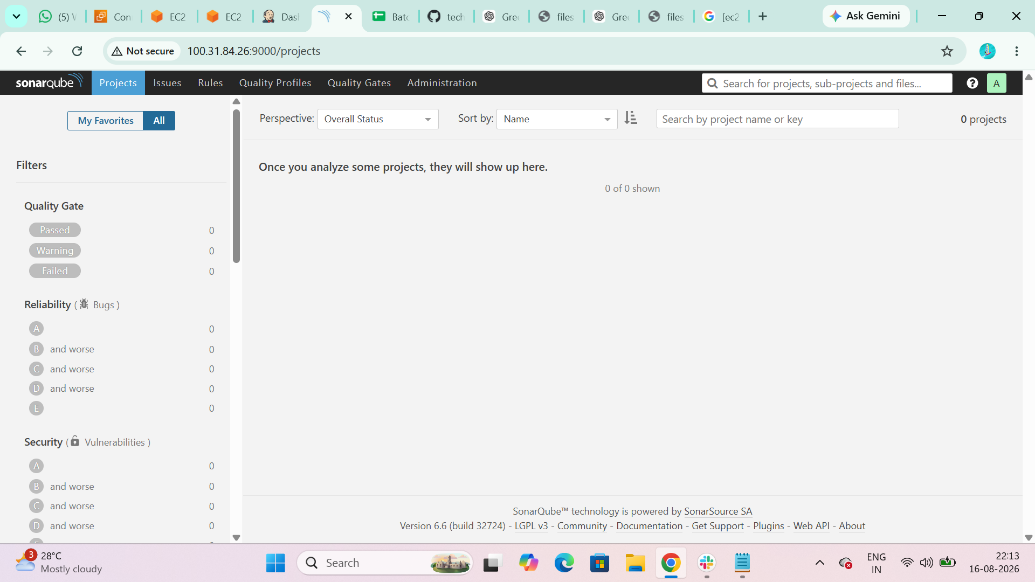 (5) \
Con
EC2
EC2
Dash
Bato
tech
Gre
files
Gre
files
[ec2
Ask Gemini
Not secure
100.31.84.26:9000/projects
sonarqube
Projects
Issues
Rules
Quality Profiles
Quality Gates
Administration
Search for projects, sub-projects and files...
?
A
My Favorites
All
Perspective:
Overall Status
Sort by:
Name
Search by project name or key
0 projects
Filters
Once you analyze some projects, they will show up here.
0 of 0 shown
Quality Gate
Passed 0
Warning 0
Failed 0
Reliability ( Bugs )
A 0
B and worse 0
C and worse 0
D and worse 0
E 0
Security ( Vulnerabilities )
A 0
B and worse 0
C and worse 0
D and worse 0
SonarQube™ technology is powered by SonarSource SA
Version 6.6 (build 32724) - LGPL v3 - Community - Documentation - Get Support - Plugins - Web API - About
3
28°C
Mostly cloudy
Search
ENG
IN
22:13
16-08-2026